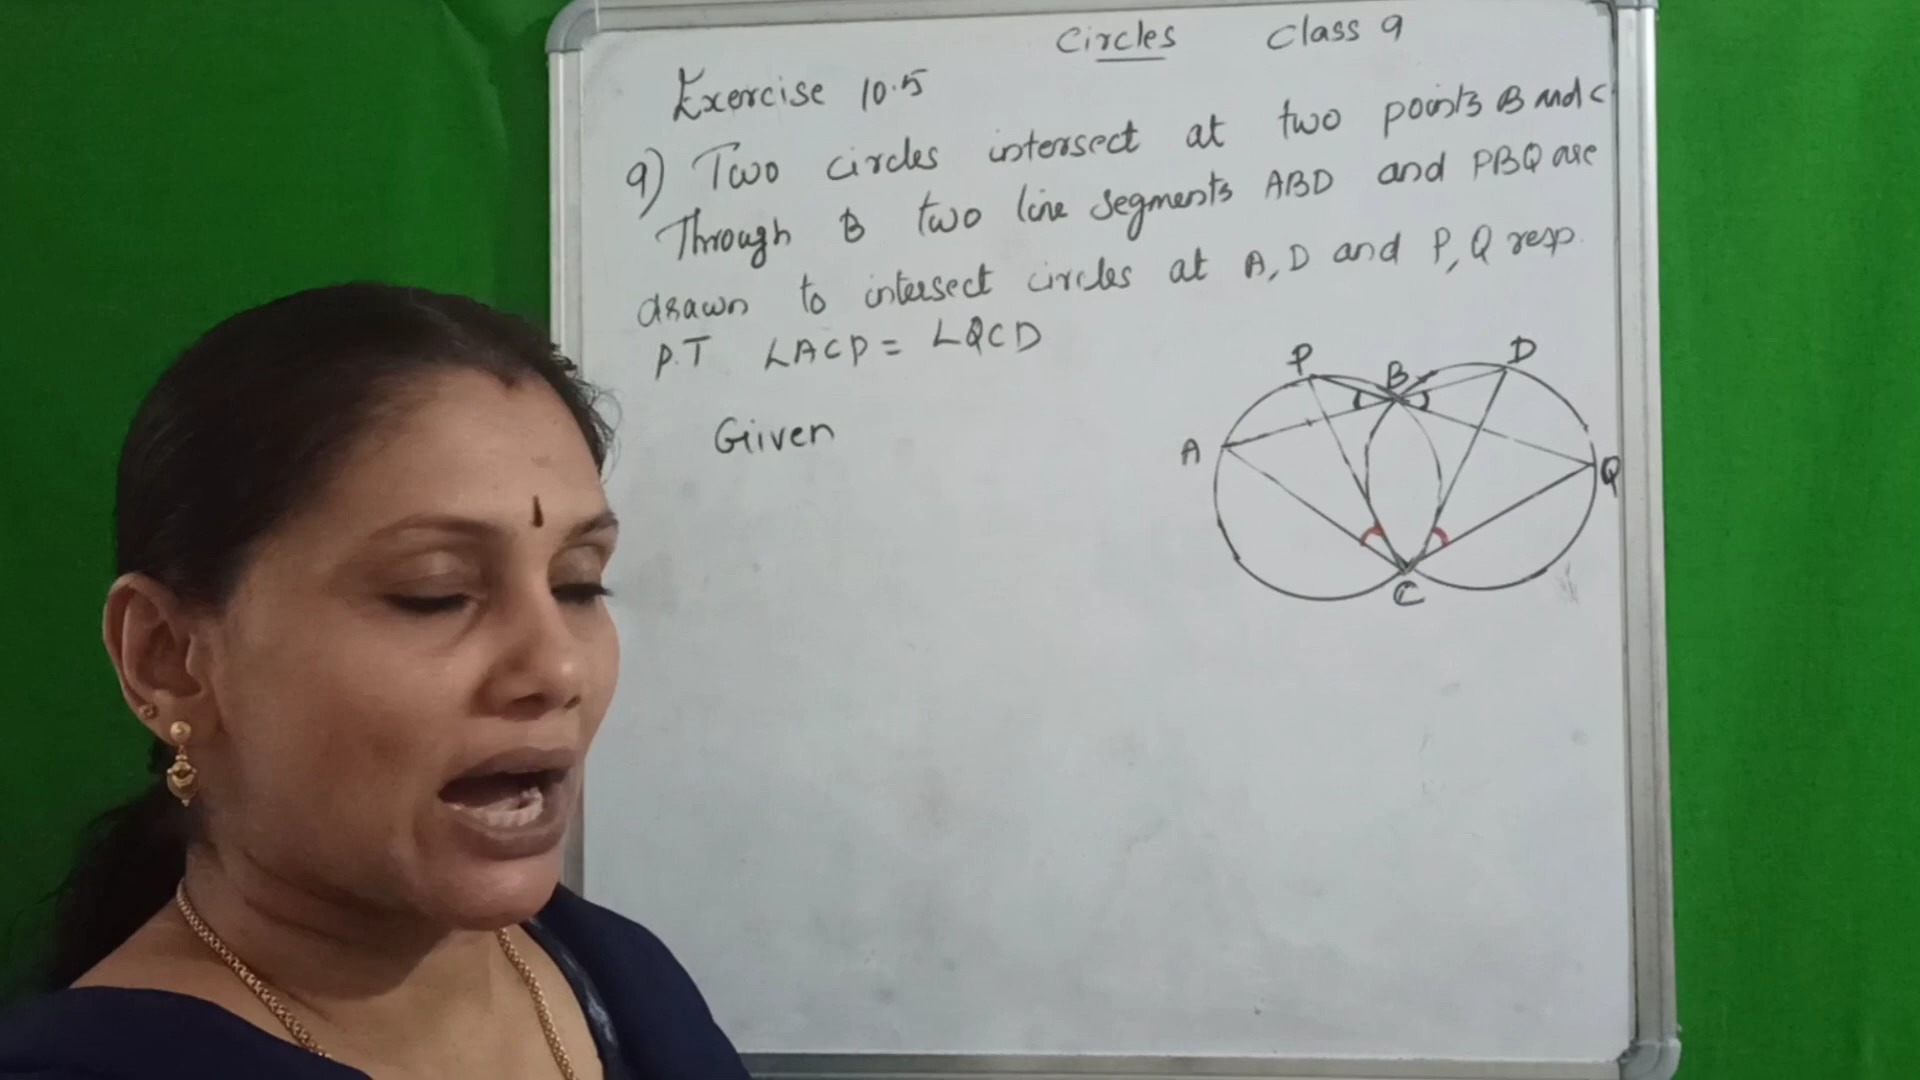 Circles Class 9
Exercise 10.5
9) Two circles intersect at two points B and C
Through B two line segments ABD and PBQ are
drawn to intersect circles at A, D and P, Q resp.
P.T ∠ACP = ∠QCD
Given
P
B
D
A
Q
C